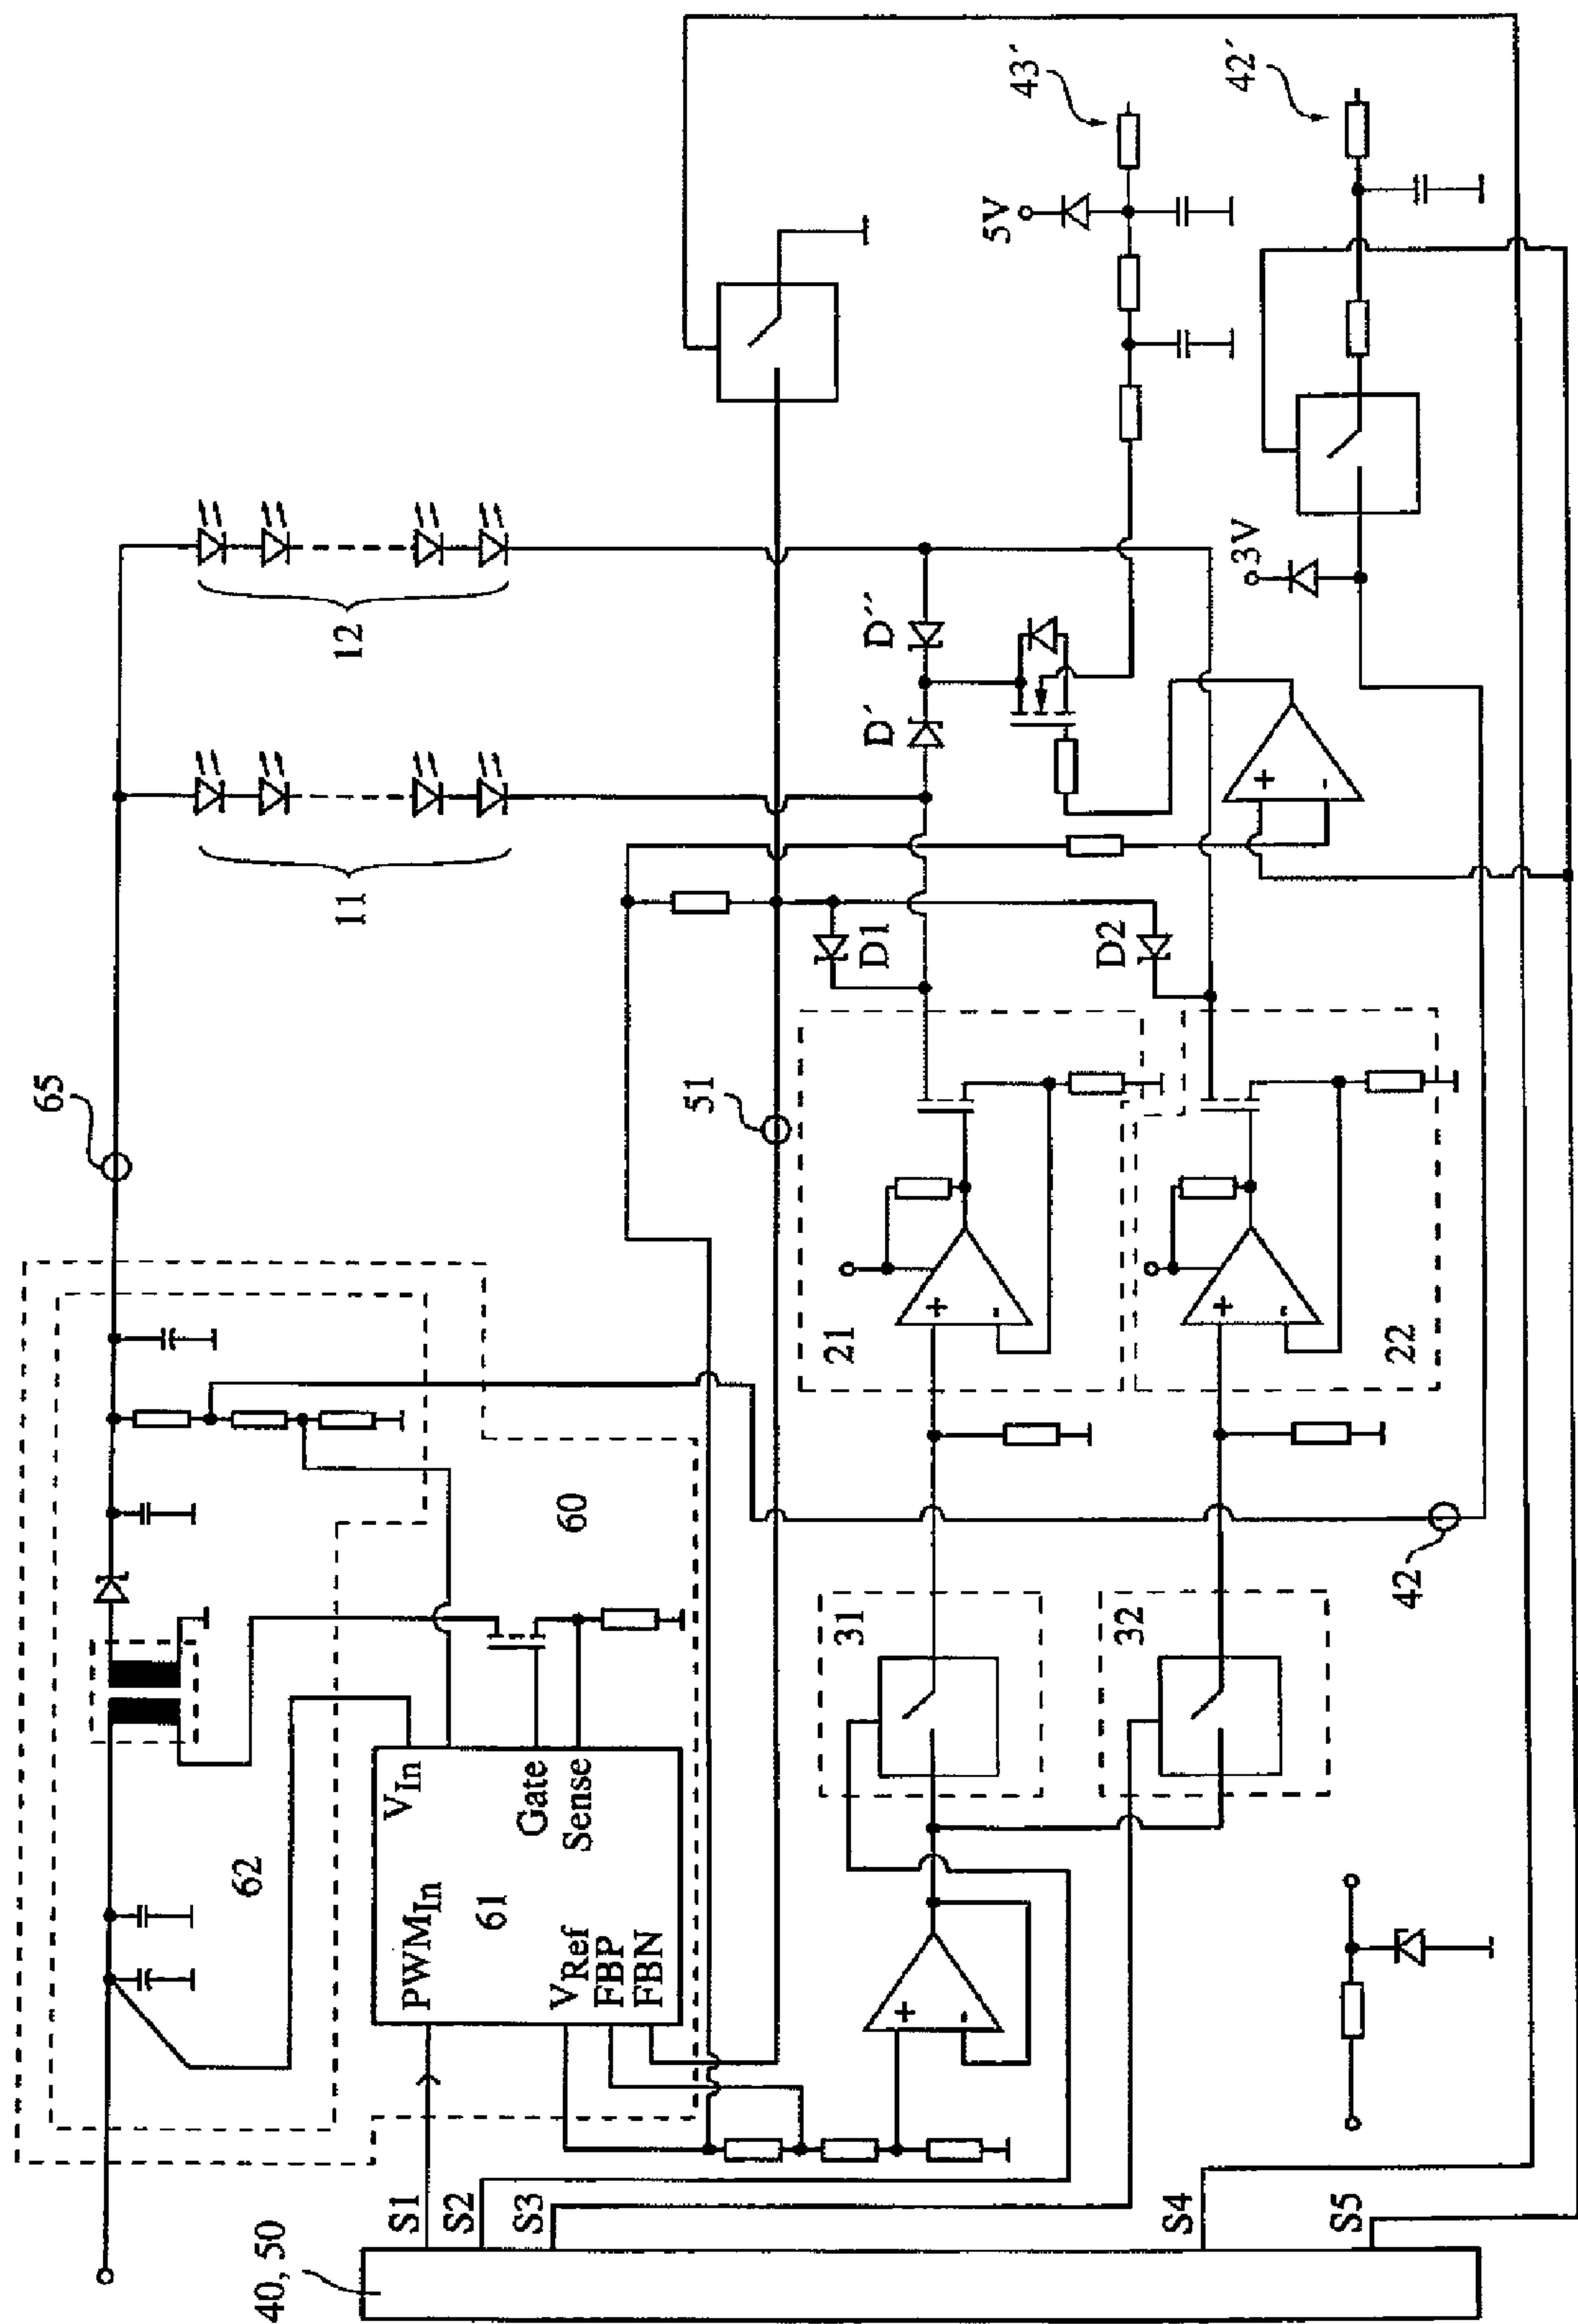 40, 50
S1
S2
S3
S4
S5
62
PWM_In
V_In
61
Gate
Sense
V_Ref
FBP
FBN
60
65
51
42
31
32
21
22
+
-
+
-
+
-
+
-
11
12
D1
D2
D´
D´´
5V
43´
3V
42´